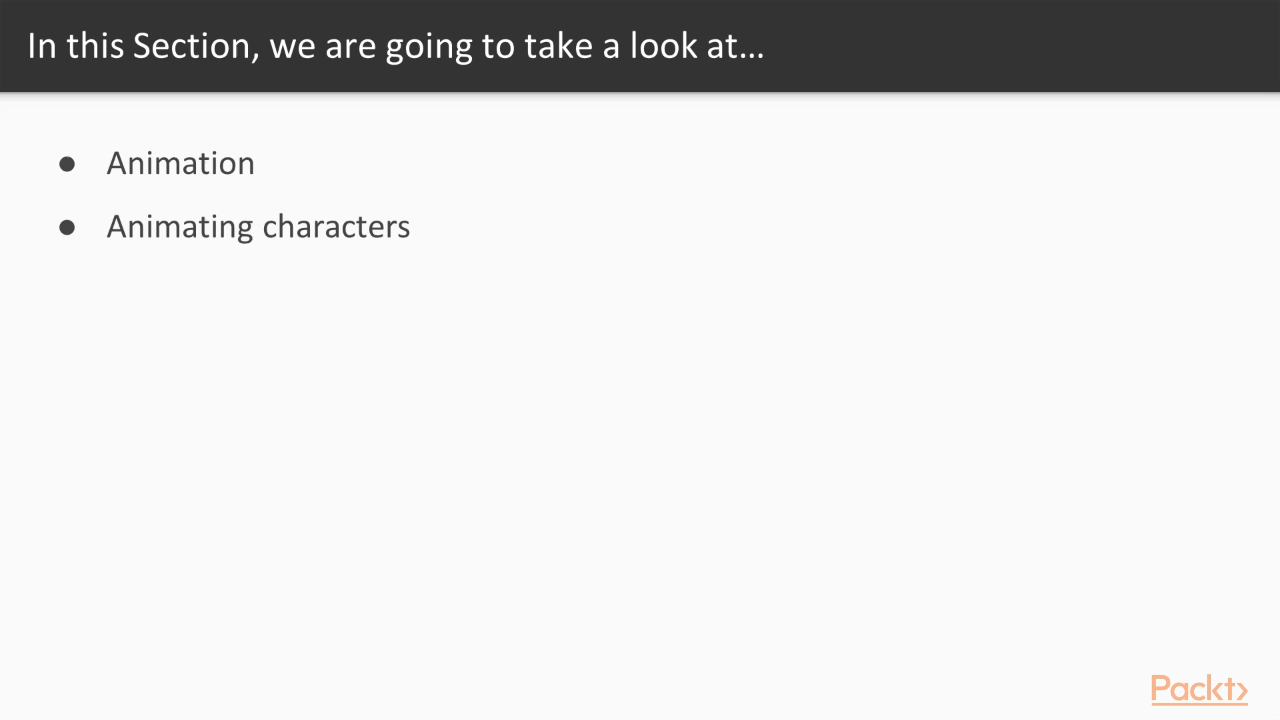 In this Section, we are going to take a look at...
● Animation
● Animating characters
Packt>